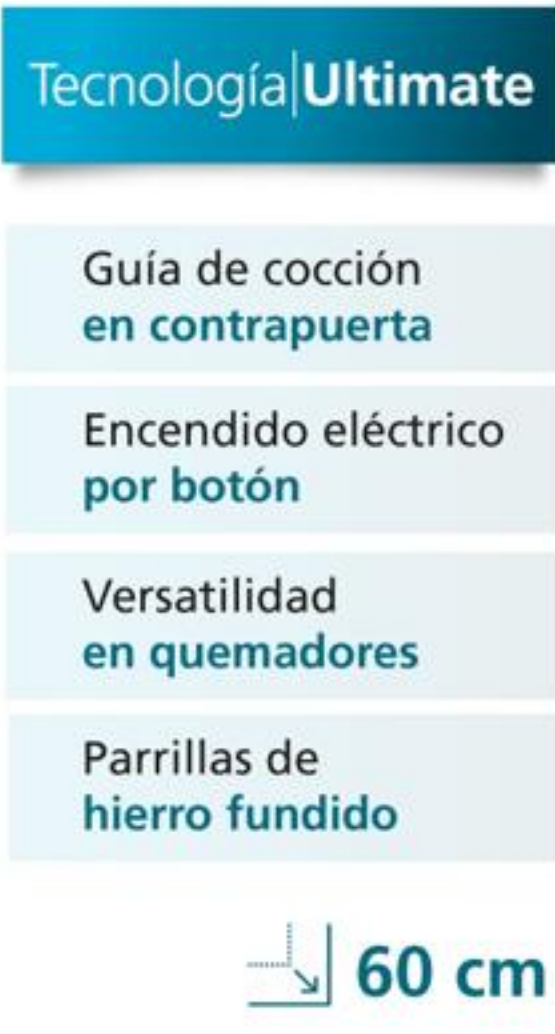 Tecnología|Ultimate
Guía de cocción
en contrapuerta
Encendido eléctrico
por botón
Versatilidad
en quemadores
Parrillas de
hierro fundido
60 cm